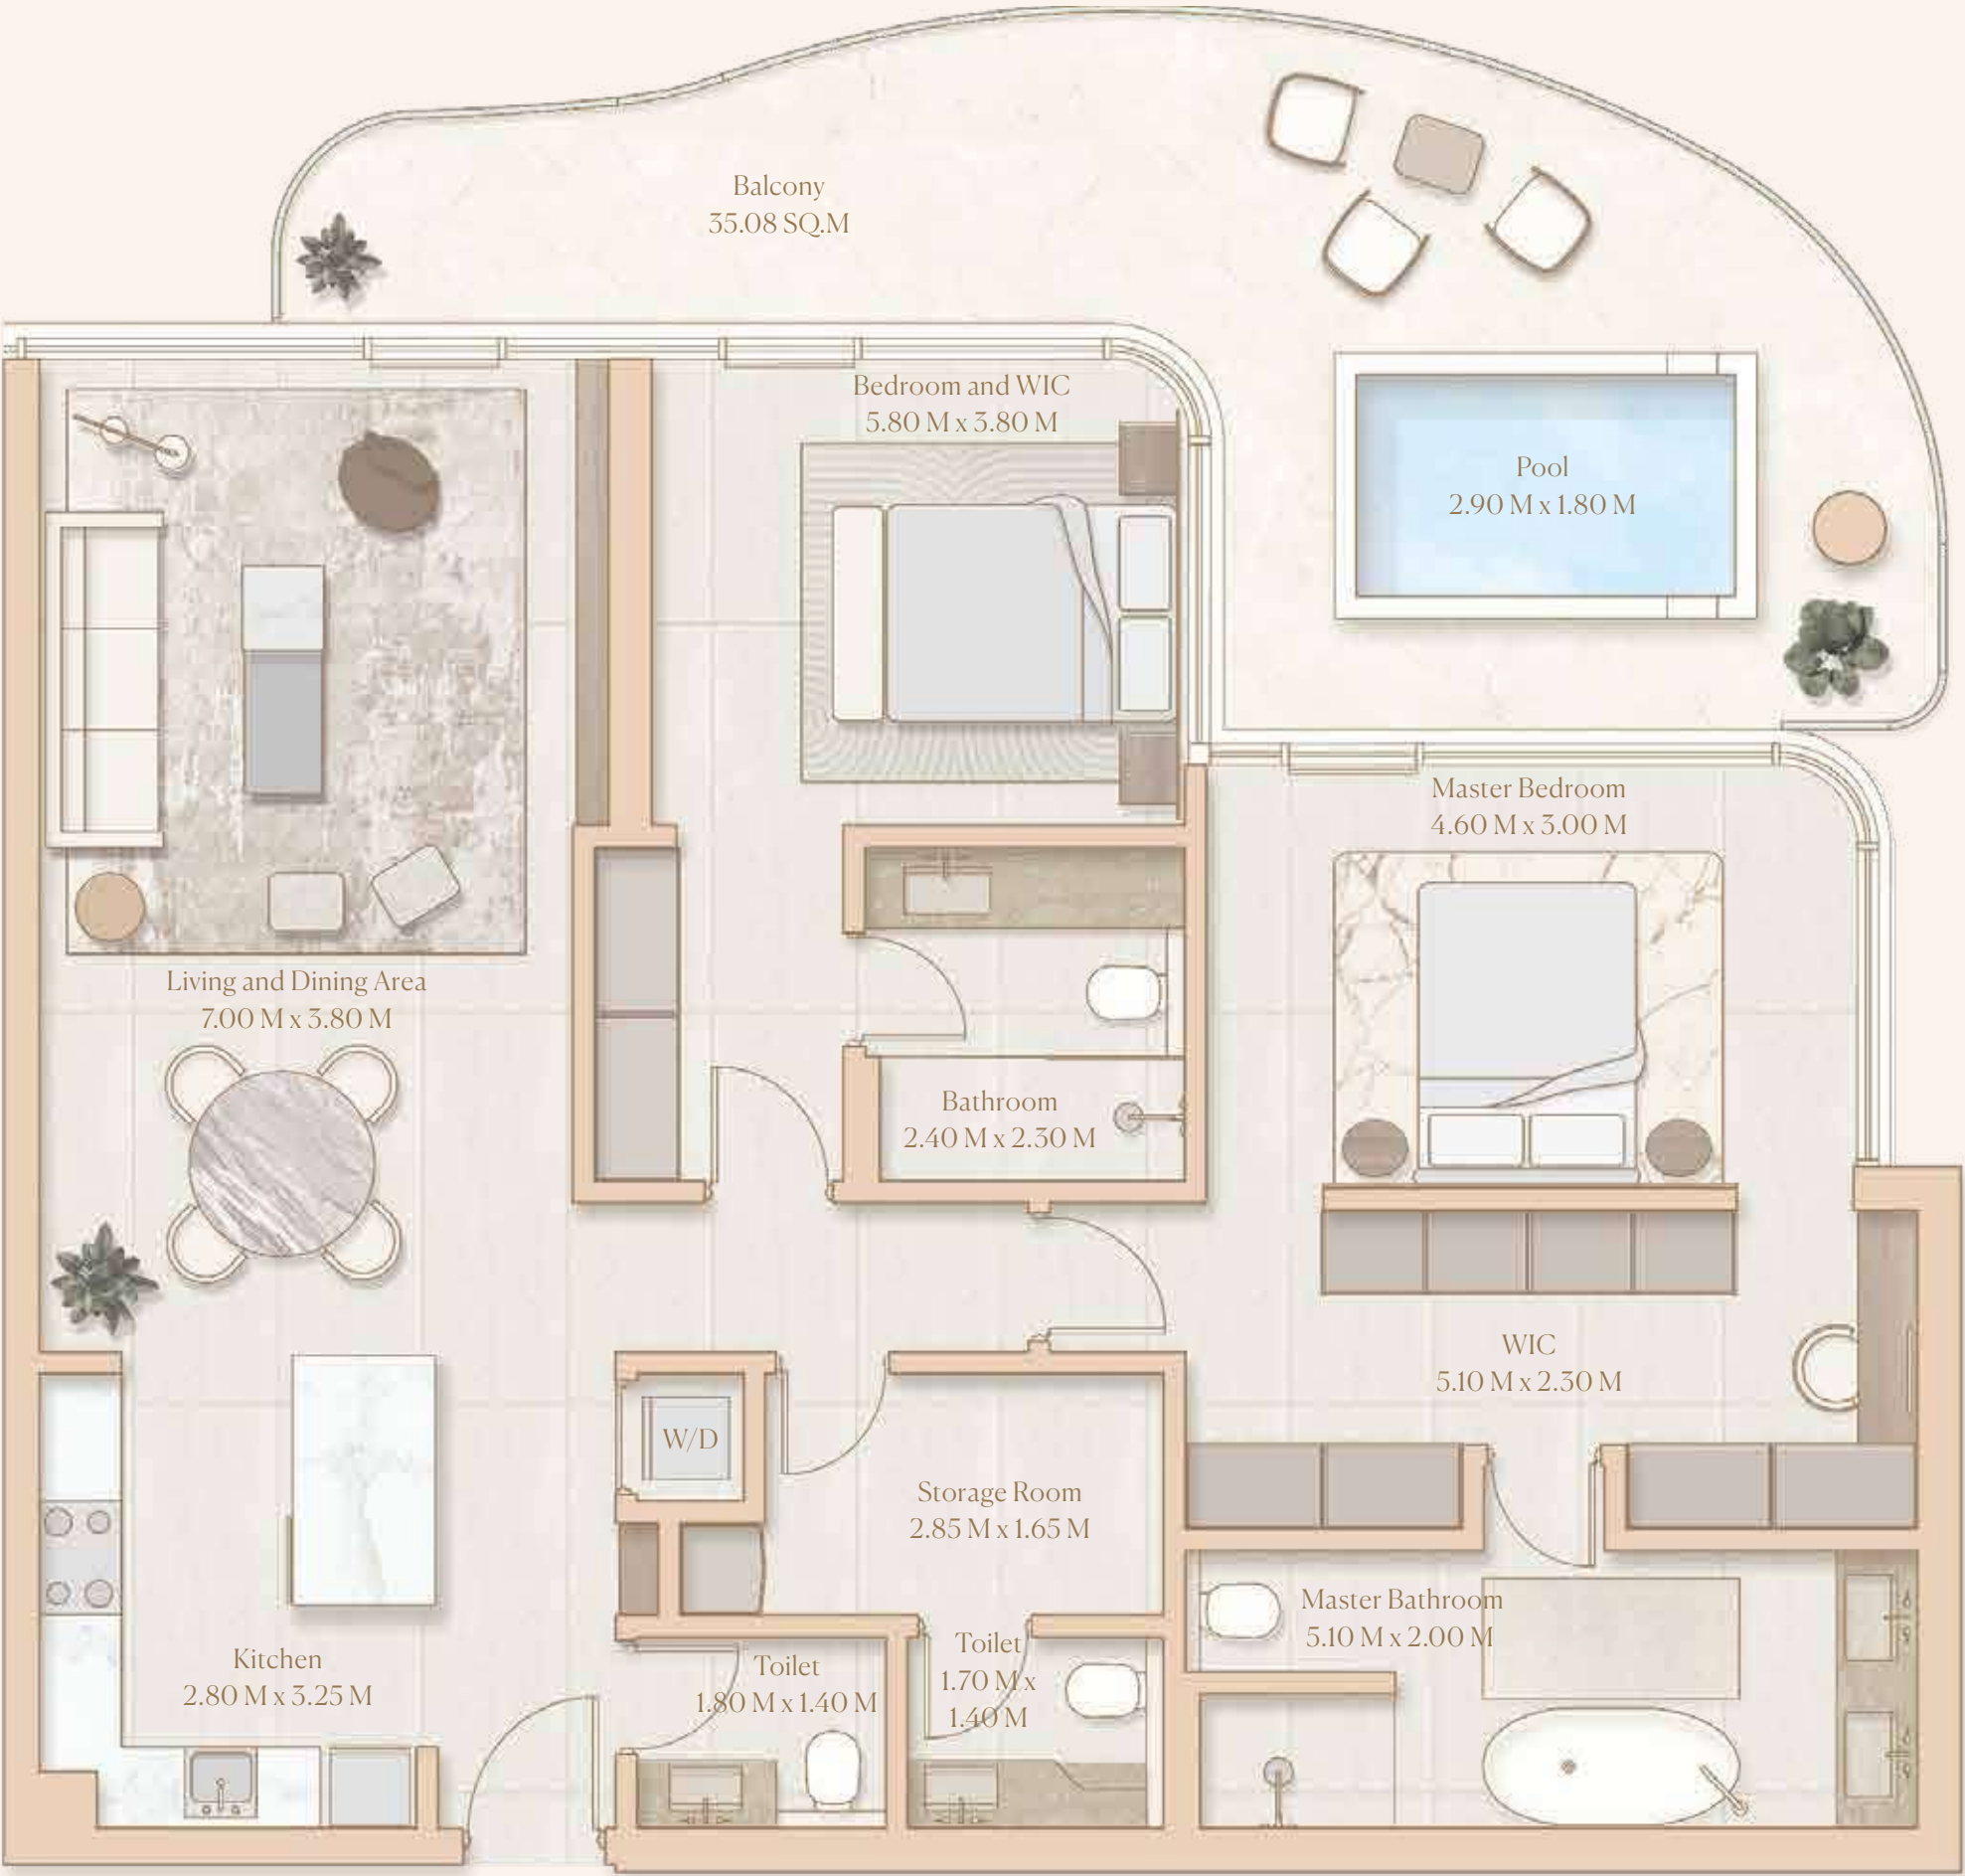 Balcony
35.08 SQ.M
Bedroom and WIC
5.80 M x 3.80 M
Pool
2.90 M x 1.80 M
Master Bedroom
4.60 M x 3.00 M
Living and Dining Area
7.00 M x 3.80 M
Bathroom
2.40 M x 2.30 M
WIC
5.10 M x 2.30 M
W/D
Storage Room
2.85 M x 1.65 M
Master Bathroom
5.10 M x 2.00 M
Kitchen
2.80 M x 3.25 M
Toilet
1.80 M x 1.40 M
Toilet
1.70 M x
1.40 M